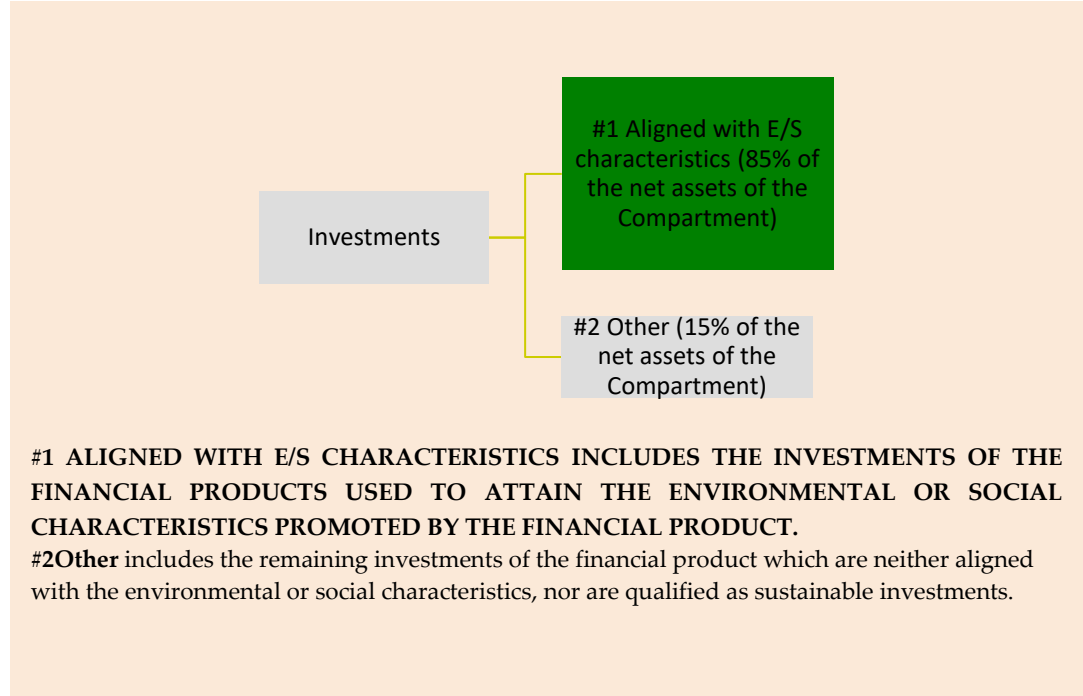 #1 Aligned with E/S
characteristics (85% of
the net assets of the
Compartment)
Investments
#2 Other (15% of the
net assets of the
Compartment)
#1 ALIGNED WITH E/S CHARACTERISTICS INCLUDES THE INVESTMENTS OF THE
FINANCIAL PRODUCTS USED TO ATTAIN THE ENVIRONMENTAL OR SOCIAL
CHARACTERISTICS PROMOTED BY THE FINANCIAL PRODUCT.
#2Other includes the remaining investments of the financial product which are neither aligned
with the environmental or social characteristics, nor are qualified as sustainable investments.